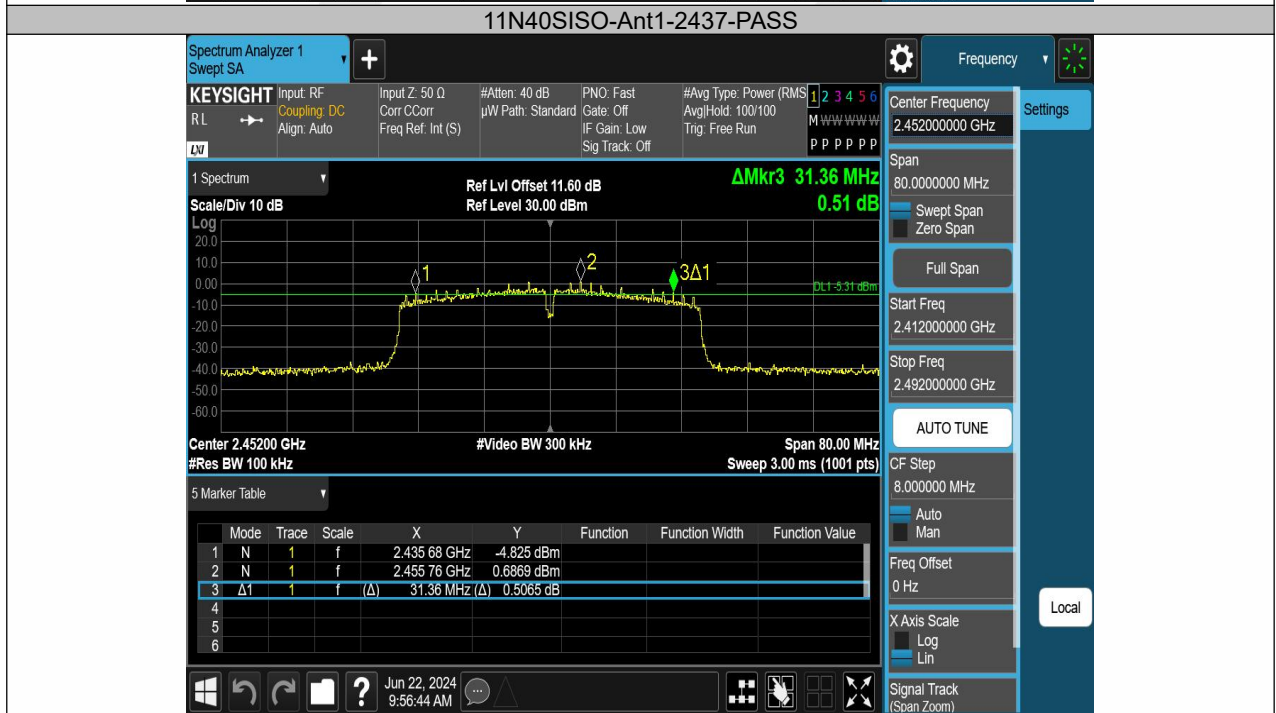 11N40SISO-Ant1-2437-PASS
Spectrum Analyzer 1
Swept SA
Frequency
KEYSIGHT
RL
LXI
Input: RF
Coupling: DC
Align: Auto
Input Z: 50 Ω
Corr CCorr
Freq Ref: Int (S)
#Atten: 40 dB
µW Path: Standard
PNO: Fast
Gate: Off
IF Gain: Low
Sig Track: Off
#Avg Type: Power (RMS
Avg|Hold: 100/100
Trig: Free Run
1 2 3 4 5 6
M W W W W W
P P P P P P
1 Spectrum
Scale/Div 10 dB
Ref Lvl Offset 11.60 dB
Ref Level 30.00 dBm
ΔMkr3 31.36 MHz
0.51 dB
Log
20.0
10.0
0.00
-10.0
-20.0
-30.0
-40.0
-50.0
-60.0
1
2
3Δ1
DL1 -5.31 dBm
Center 2.45200 GHz
#Video BW 300 kHz
Span 80.00 MHz
#Res BW 100 kHz
Sweep 3.00 ms (1001 pts)
5 Marker Table
Mode Trace Scale X Y Function Function Width Function Value
1 N 1 f 2.435 68 GHz -4.825 dBm
2 N 1 f 2.455 76 GHz 0.6869 dBm
3 Δ1 1 f (Δ) 31.36 MHz (Δ) 0.5065 dB
4
5
6
Jun 22, 2024
9:56:44 AM
?
Center Frequency
2.452000000 GHz
Settings
Span
80.0000000 MHz
Swept Span
Zero Span
Full Span
Start Freq
2.412000000 GHz
Stop Freq
2.492000000 GHz
AUTO TUNE
CF Step
8.000000 MHz
Auto
Man
Freq Offset
0 Hz
X Axis Scale
Log
Lin
Local
Signal Track
(Span Zoom)